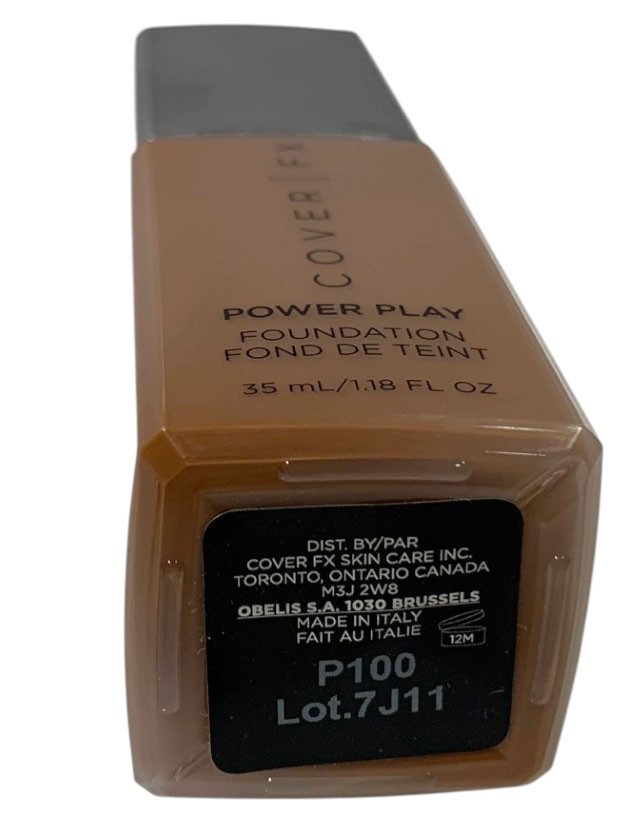 COVER | FX
POWER PLAY
FOUNDATION
FOND DE TEINT
35 mL/1.18 FL OZ
DIST. BY/PAR
COVER FX SKIN CARE INC.
TORONTO, ONTARIO CANADA
M3J 2W8
OBELIS S.A. 1030 BRUSSELS
MADE IN ITALY
FAIT AU ITALIE
12M
P100
Lot.7J11